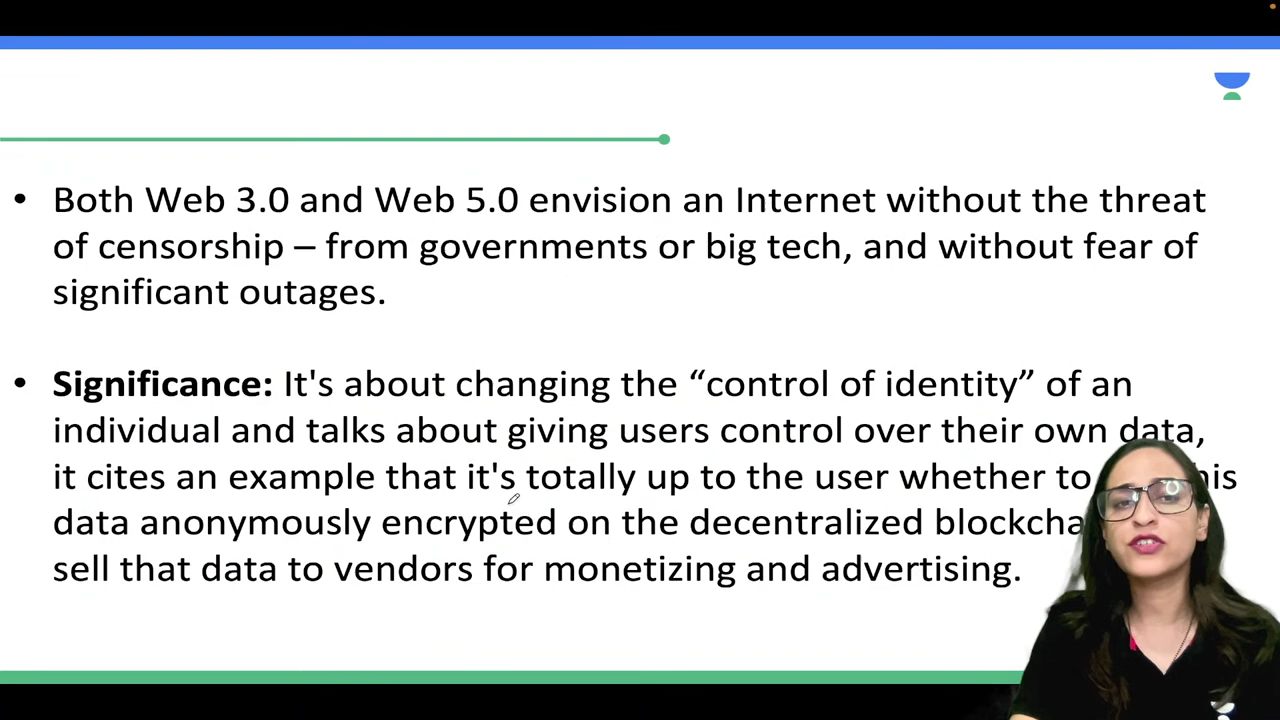 • Both Web 3.0 and Web 5.0 envision an Internet without the threat
of censorship – from governments or big tech, and without fear of
significant outages.
• Significance: It's about changing the “control of identity” of an
individual and talks about giving users control over their own data,
it cites an example that it's totally up to the user whether to
data anonymously encrypted on the decentralized
sell that data to vendors for monetizing and advertising.